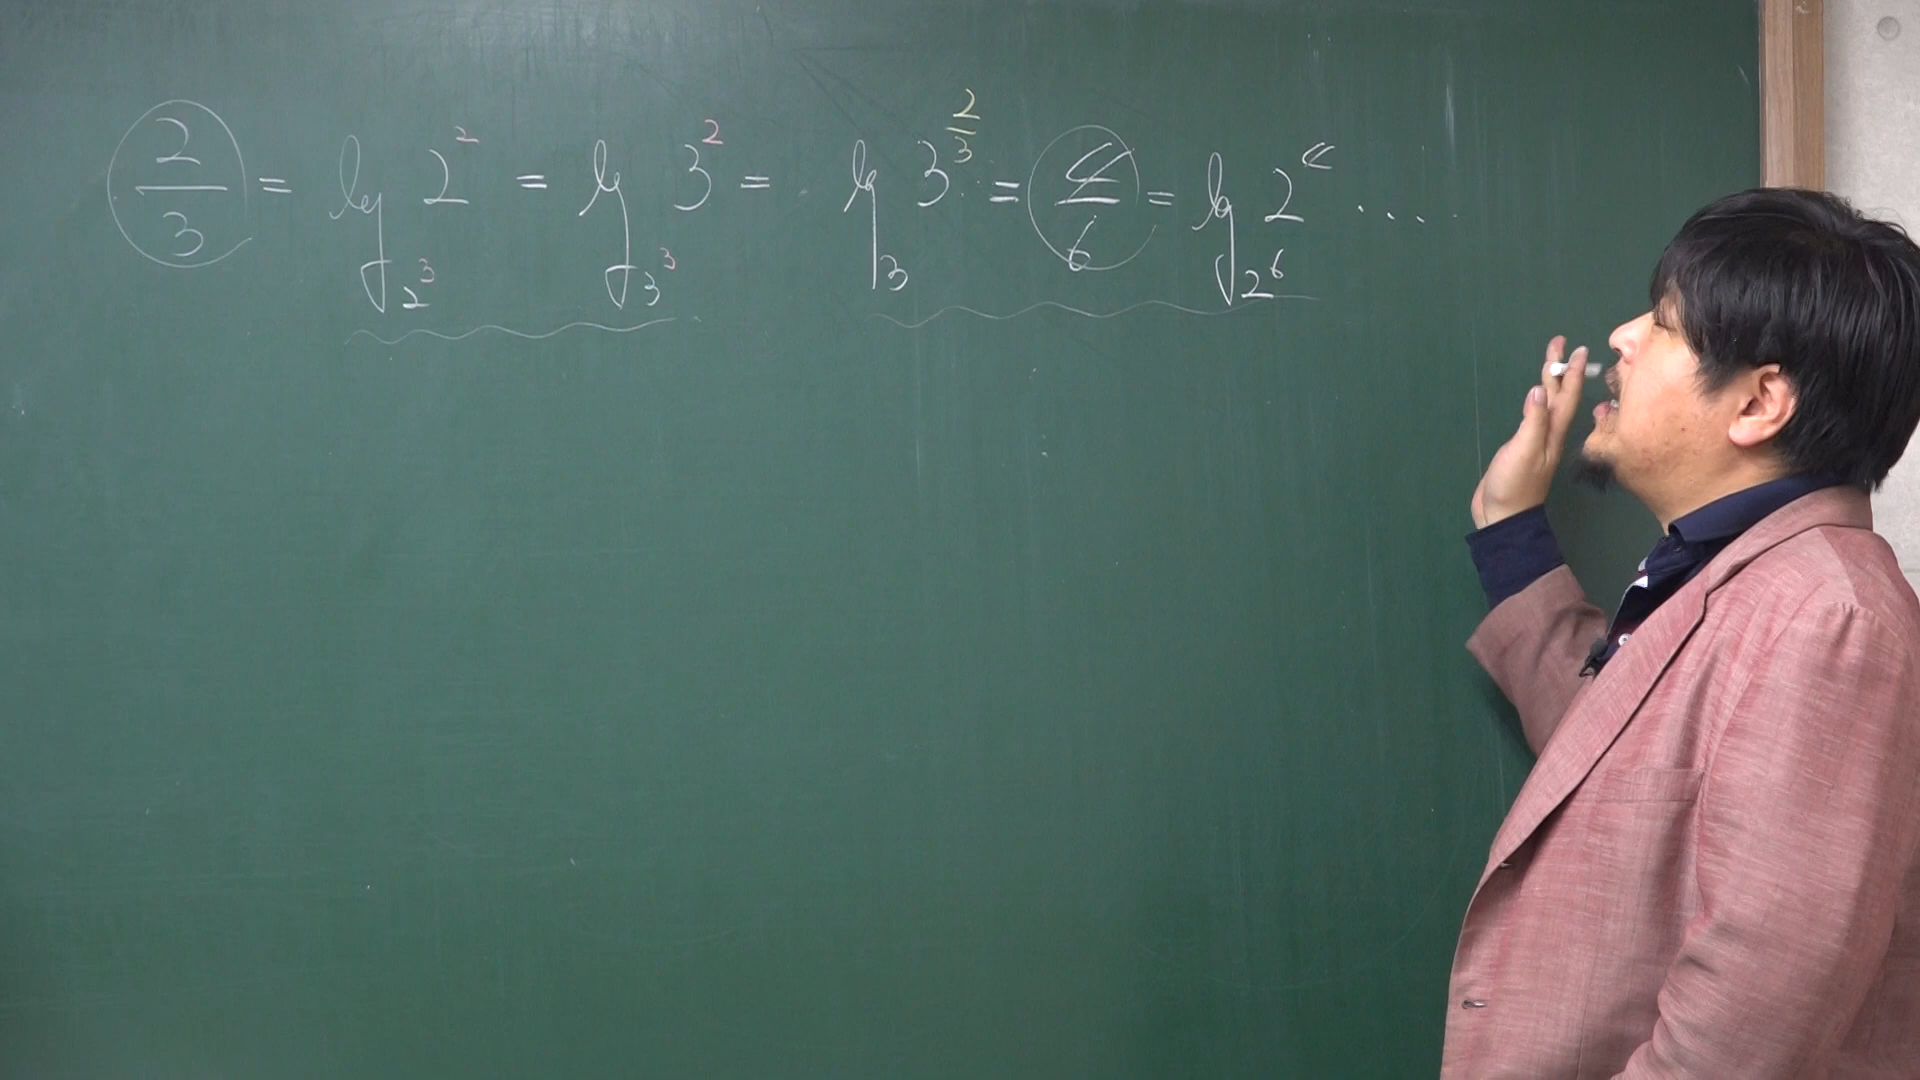 2/3 = log_{2^3} 2^2 = log_{3^3} 3^2 = log_3 3^{2/3} = 4/6 = log_{2^6} 2^4 ....